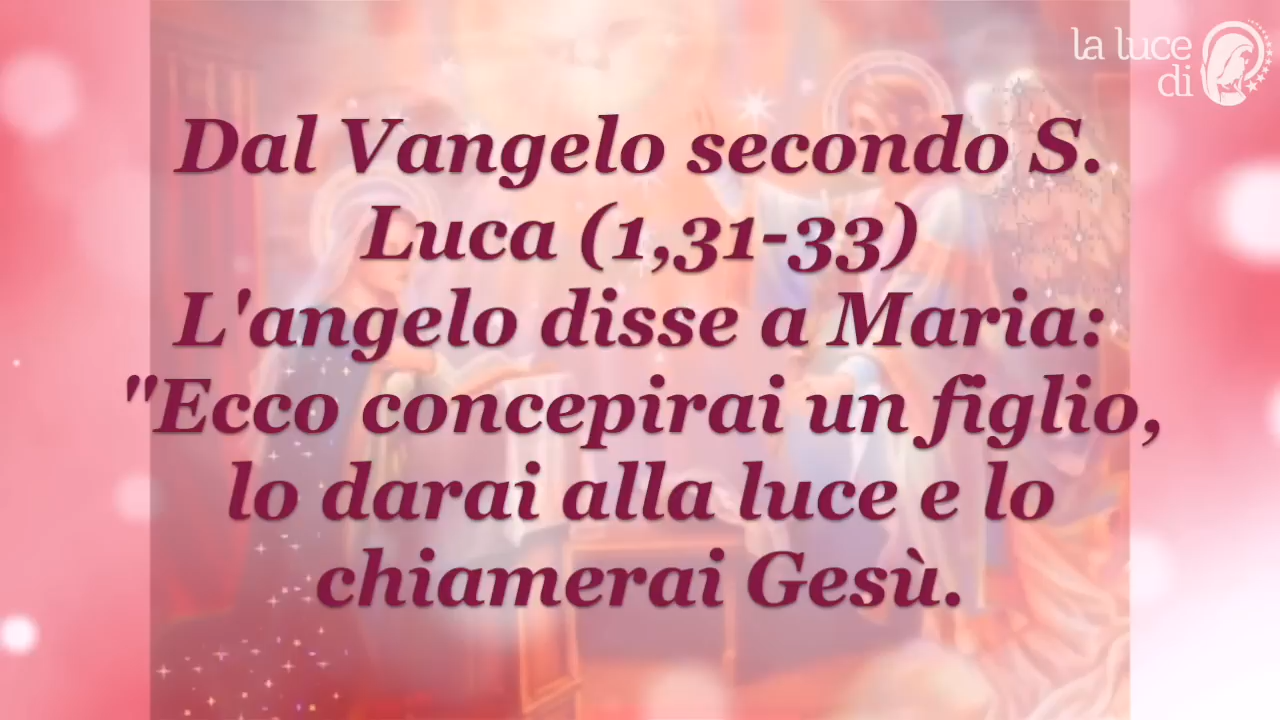 la luce
di
Dal Vangelo secondo S.
Luca (1,31-33)
L'angelo disse a Maria:
"Ecco concepirai un figlio,
lo darai alla luce e lo
chiamerai Gesù.